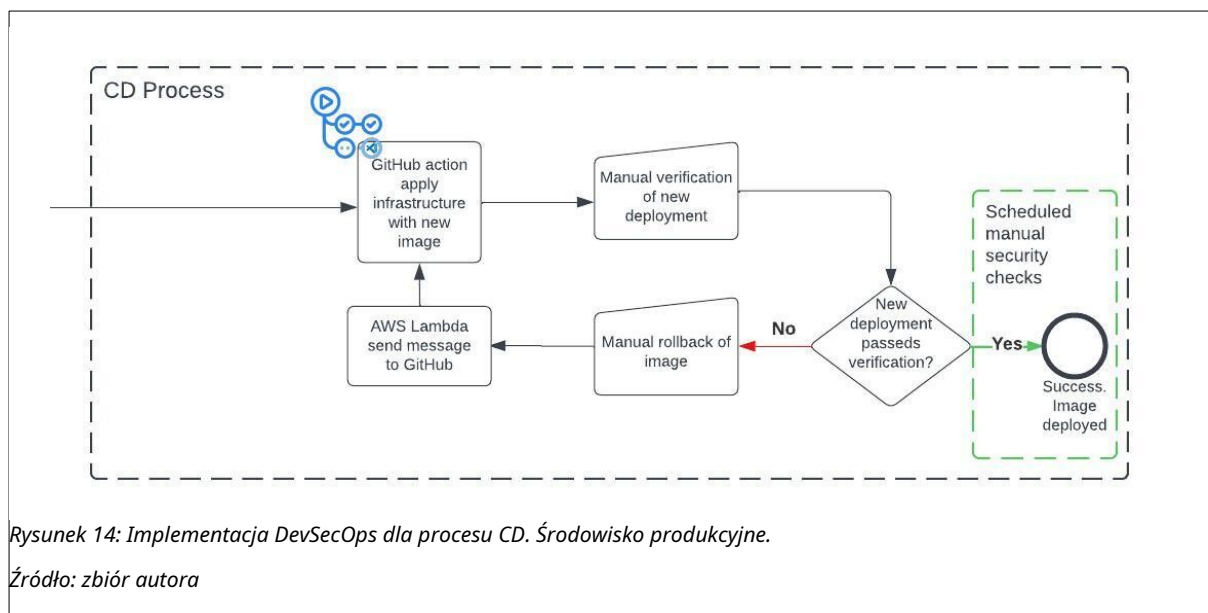 CD Process
GitHub action
apply
infrastructure
with new
image
Manual verification
of new
deployment
Scheduled
manual
security
checks
New
deployment
passeds
verification?
No
Yes
Manual rollback of
image
AWS Lambda
send message
to GitHub
Success.
Image
deployed
Rysunek 14: Implementacja DevSecOps dla procesu CD. Środowisko produkcyjne.
Źródło: zbiór autora